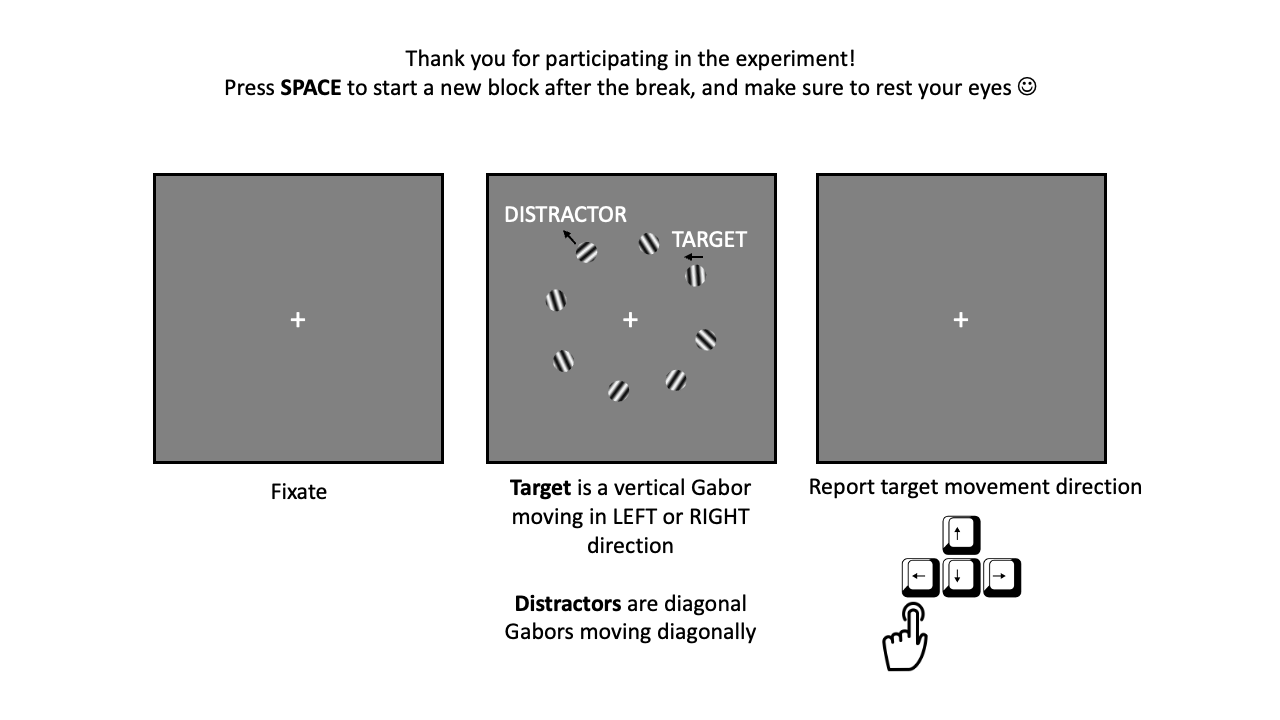 Thank you for participating in the experiment!
Press SPACE to start a new block after the break, and make sure to rest your eyes ☺
DISTRACTOR
TARGET
Fixate
Target is a vertical Gabor
moving in LEFT or RIGHT
direction
Distractors are diagonal
Gabors moving diagonally
Report target movement direction
↑
← ↓ →